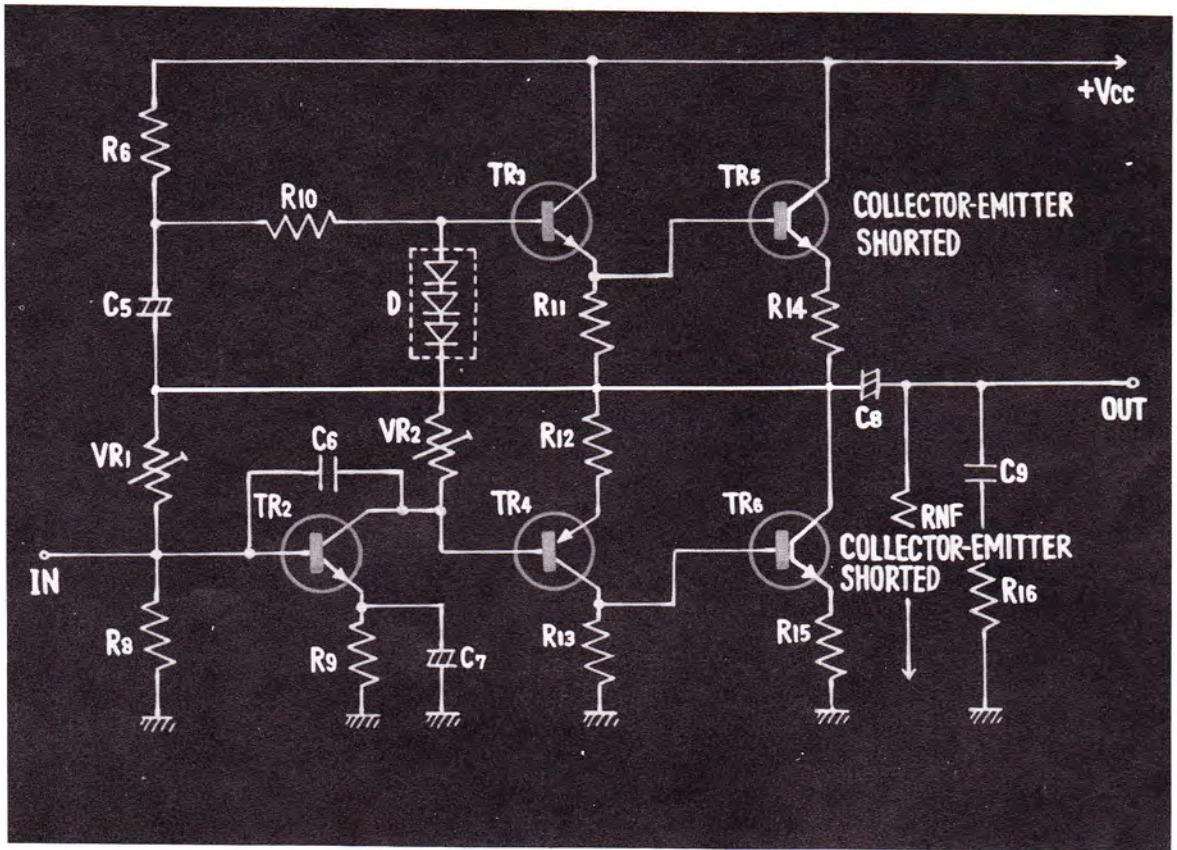 +Vcc
R6
R10
TR3
TR5
COLLECTOR-EMITTER
SHORTED
C5
D
R11
R14
C8
OUT
VR1
C6
VR2
R12
C9
TR2
TR4
TR6
RNF
COLLECTOR-EMITTER
SHORTED
IN
R8
R9
C7
R13
R15
R16